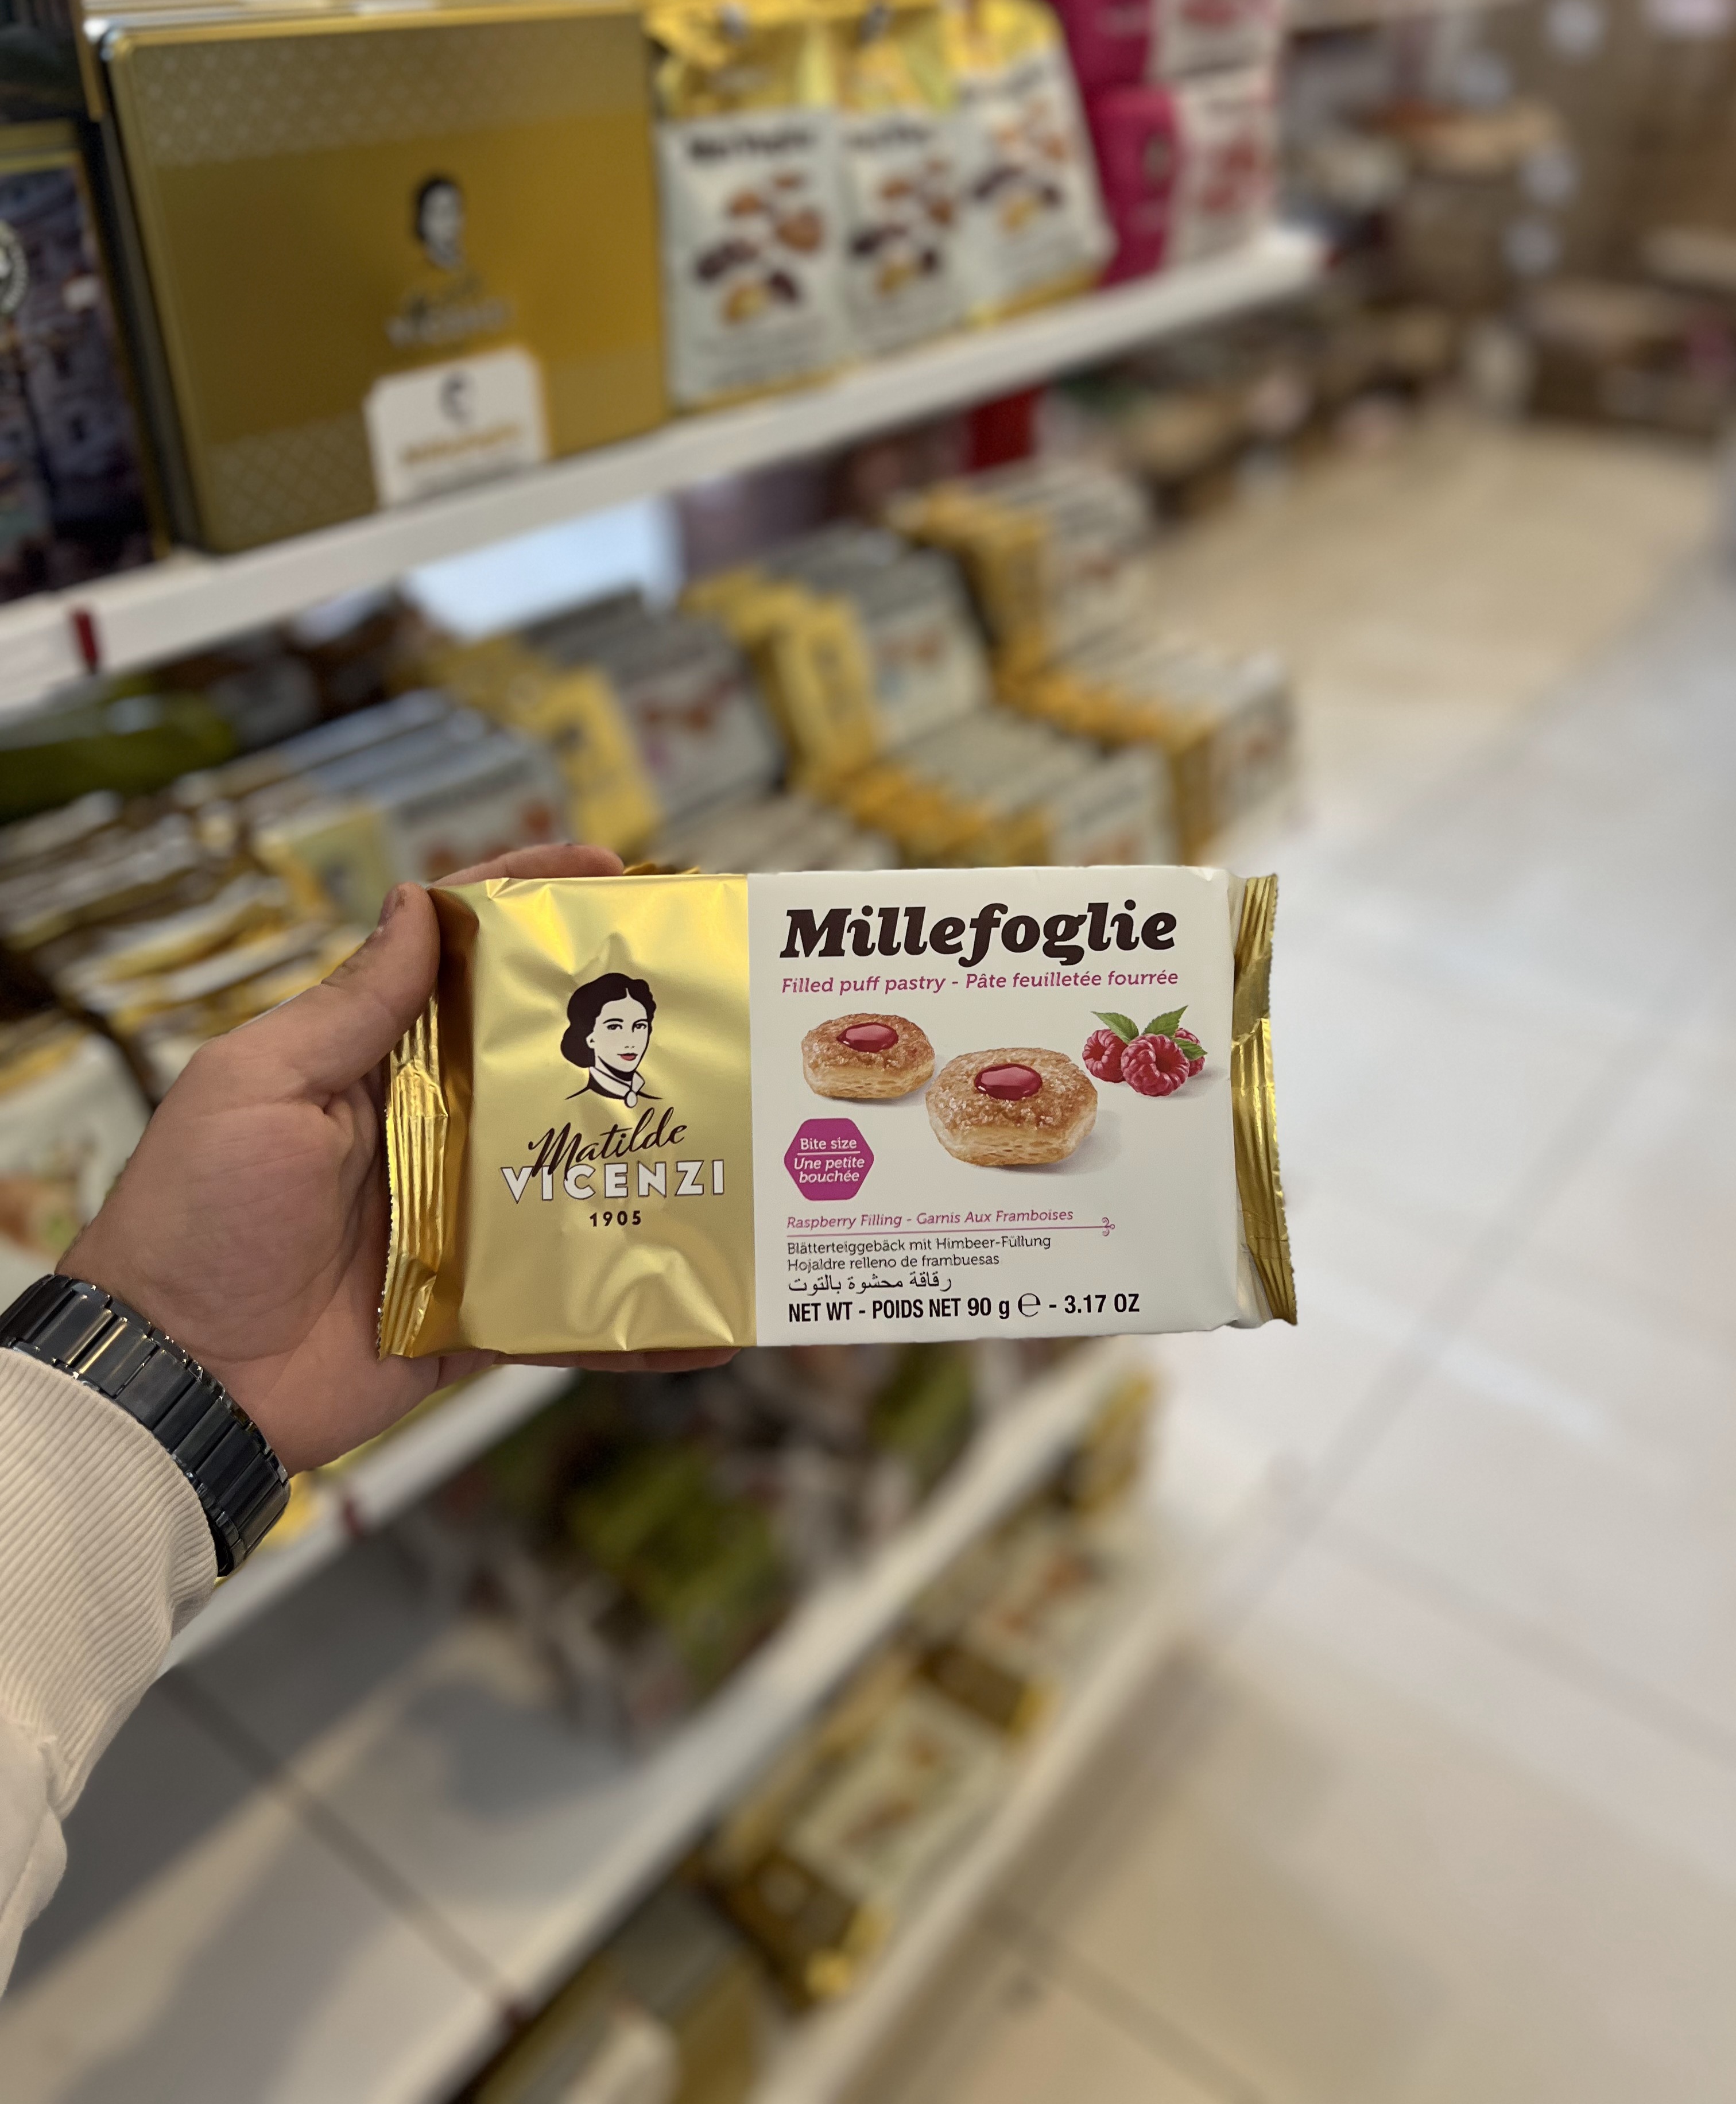 Matilde
VICENZI
1905
Millefoglie
Filled puff pastry - Pâte feuilletée fourrée
Bite size
Une petite
bouchée
Raspberry Filling - Garnis Aux Framboises
Blätterteiggebäck mit Himbeer-Füllung
Hojaldre relleno de frambuesas
رقاقة محشوة بالتوت
NET WT - POIDS NET 90 g ℮ - 3.17 OZ